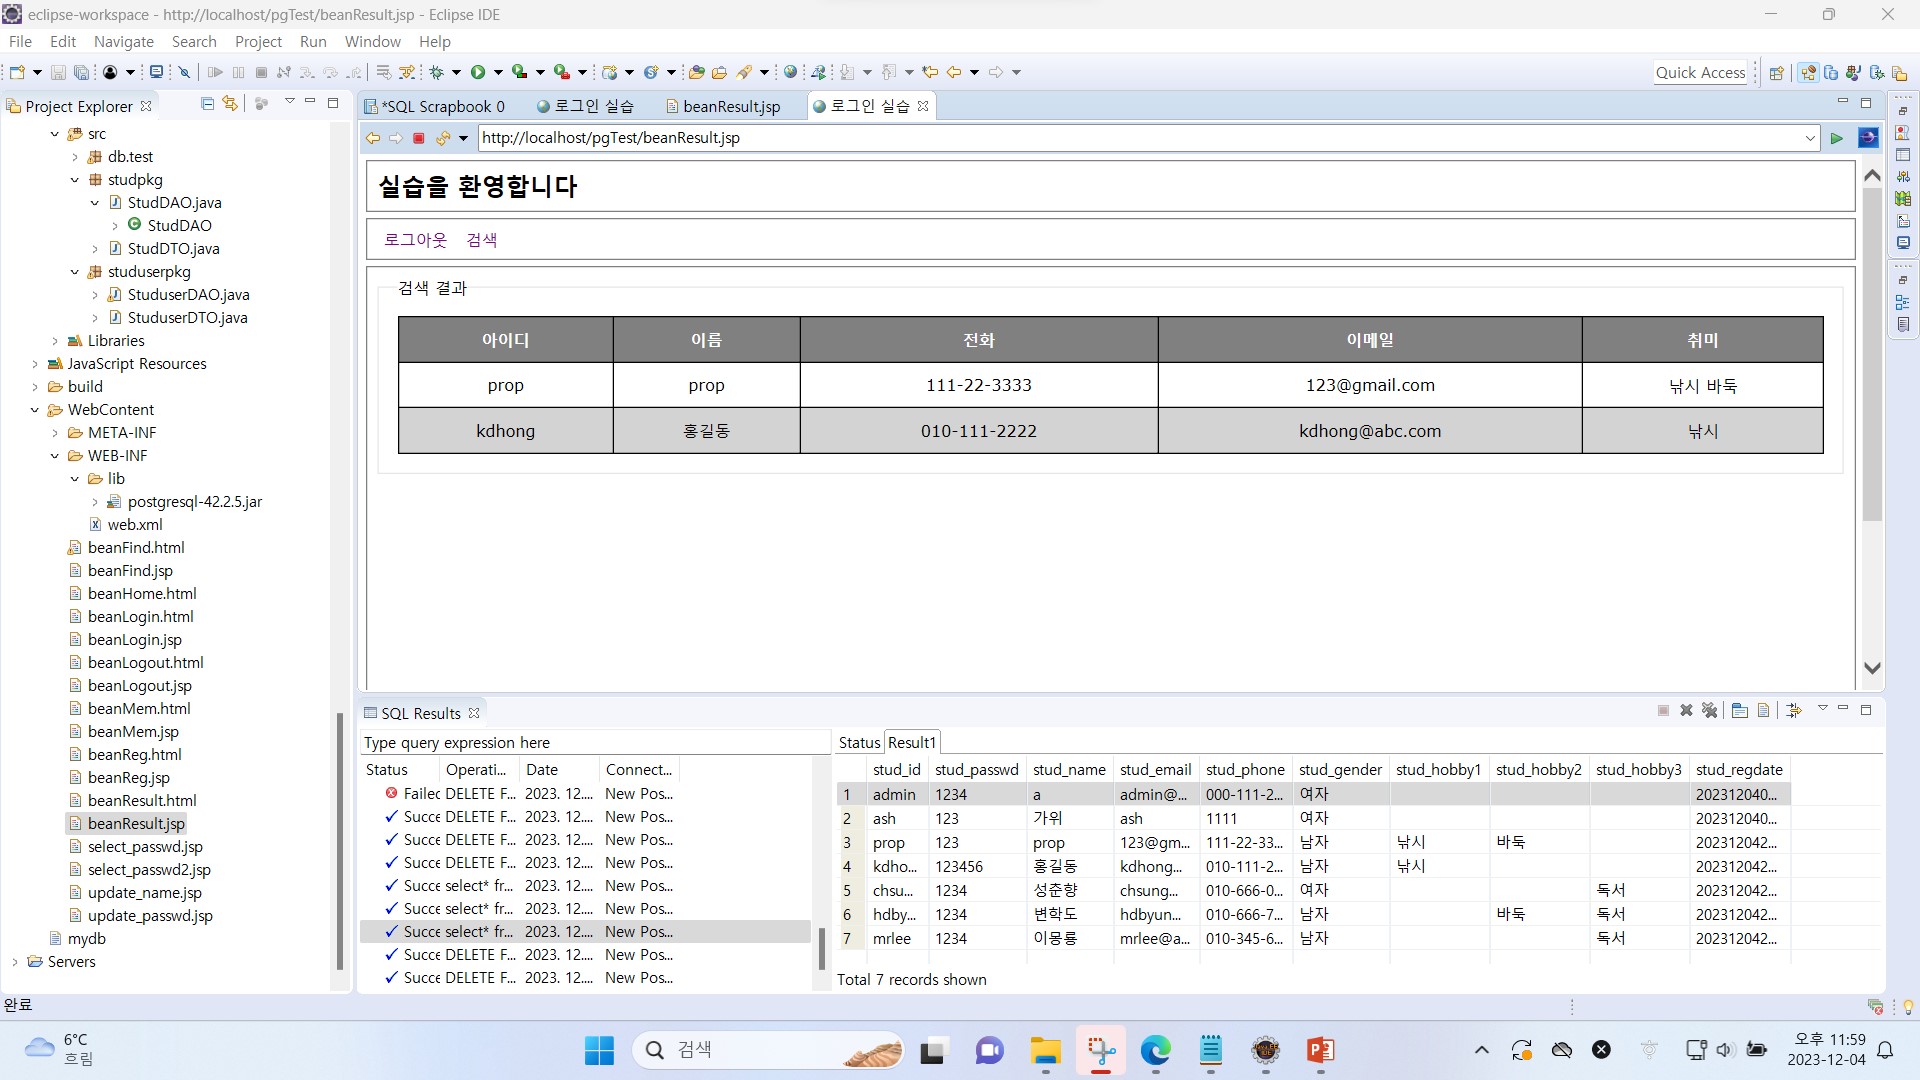 eclipse-workspace - http://localhost/pgTest/beanResult.jsp - Eclipse IDE
File Edit Navigate Search Project Run Window Help
Quick Access
Project Explorer
src
db.test
studpkg
StudDAO.java
StudDAO
StudDTO.java
studuserpkg
StuduserDAO.java
StuduserDTO.java
Libraries
JavaScript Resources
build
WebContent
META-INF
WEB-INF
lib
postgresql-42.2.5.jar
web.xml
beanFind.html
beanFind.jsp
beanHome.html
beanLogin.html
beanLogin.jsp
beanLogout.html
beanLogout.jsp
beanMem.html
beanMem.jsp
beanReg.html
beanReg.jsp
beanResult.html
beanResult.jsp
select_passwd.jsp
select_passwd2.jsp
update_name.jsp
update_passwd.jsp
mydb
Servers
*SQL Scrapbook 0 로그인 실습 beanResult.jsp 로그인 실습
http://localhost/pgTest/beanResult.jsp
실습을 환영합니다
로그아웃 검색
검색 결과
아이디 이름 전화 이메일 취미
prop prop 111-22-3333 123@gmail.com 낚시 바둑
kdhong 홍길동 010-111-2222 kdhong@abc.com 낚시
SQL Results
Type query expression here
Status Operati... Date Connect...
Failed DELETE F... 2023. 12.... New Pos...
Succe DELETE F... 2023. 12.... New Pos...
Succe DELETE F... 2023. 12.... New Pos...
Succe DELETE F... 2023. 12.... New Pos...
Succe select* fr... 2023. 12.... New Pos...
Succe select* fr... 2023. 12.... New Pos...
Succe select* fr... 2023. 12.... New Pos...
Succe DELETE F... 2023. 12.... New Pos...
Succe DELETE F... 2023. 12.... New Pos...
Status Result1
stud_id stud_passwd stud_name stud_email stud_phone stud_gender stud_hobby1 stud_hobby2 stud_hobby3 stud_regdate
1 admin 1234 a admin@... 000-111-2... 여자 202312040...
2 ash 123 가위 ash 1111 여자 202312040...
3 prop 123 prop 123@gm... 111-22-33... 남자 낚시 바둑 202312042...
4 kdho... 123456 홍길동 kdhong... 010-111-2... 남자 낚시 202312042...
5 chsu... 1234 성춘향 chsung... 010-666-0... 여자 독서 202312042...
6 hdby... 1234 변학도 hdbyun... 010-666-7... 남자 바둑 독서 202312042...
7 mrlee 1234 이몽룡 mrlee@a... 010-345-6... 남자 독서 202312042...
Total 7 records shown
완료
6°C
흐림
검색
오후 11:59
2023-12-04